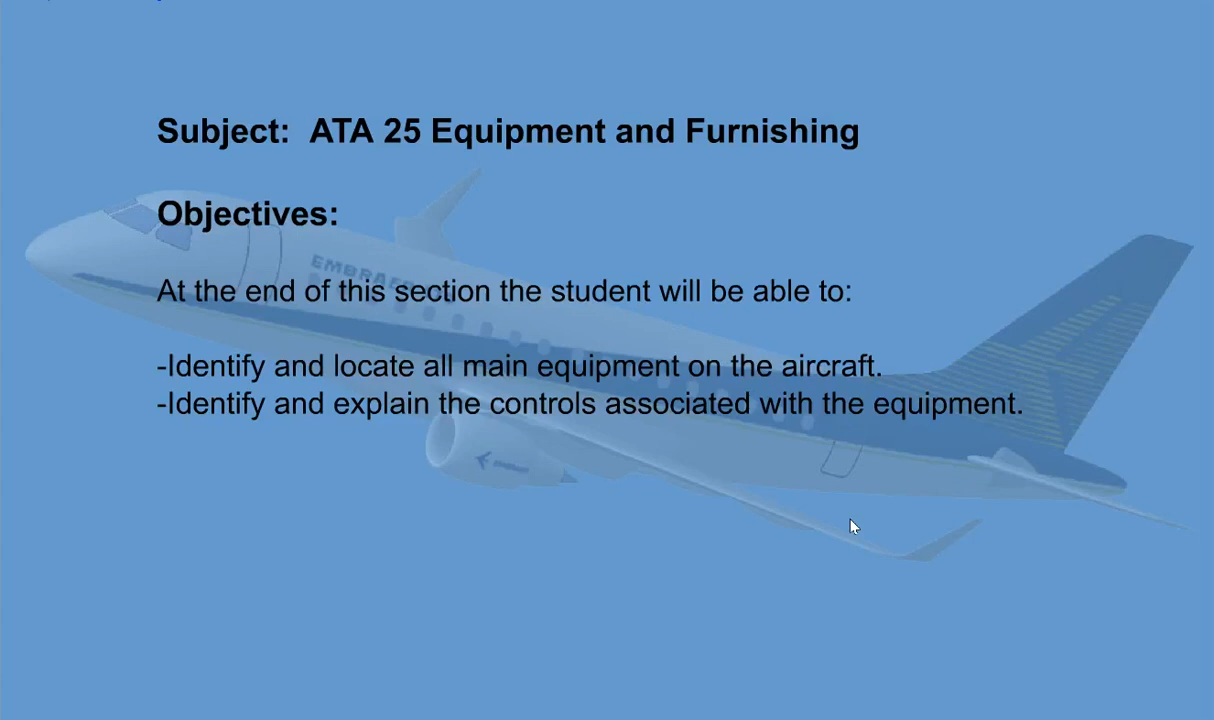 Subject:  ATA 25 Equipment and Furnishing
Objectives:
EMBRAER
At the end of this section the student will be able to:
-Identify and locate all main equipment on the aircraft.
-Identify and explain the controls associated with the equipment.